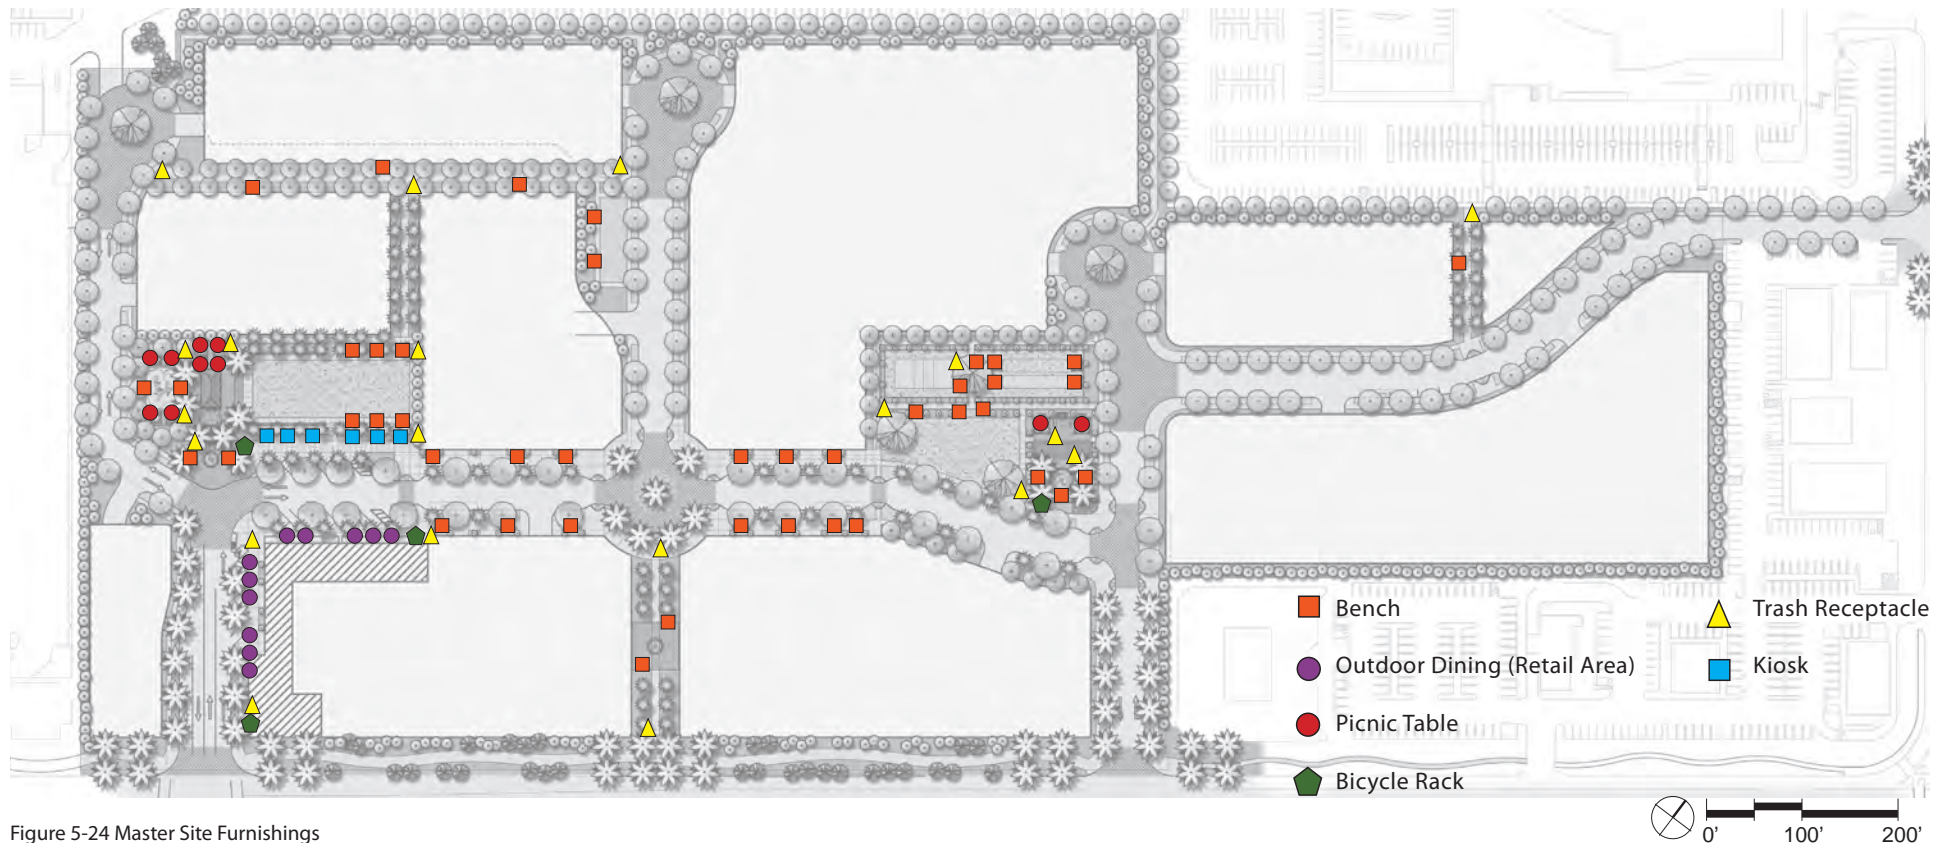 Bench
Trash Receptacle
Outdoor Dining (Retail Area)
Kiosk
Picnic Table
Bicycle Rack
0' 100' 200'
Figure 5-24 Master Site Furnishings